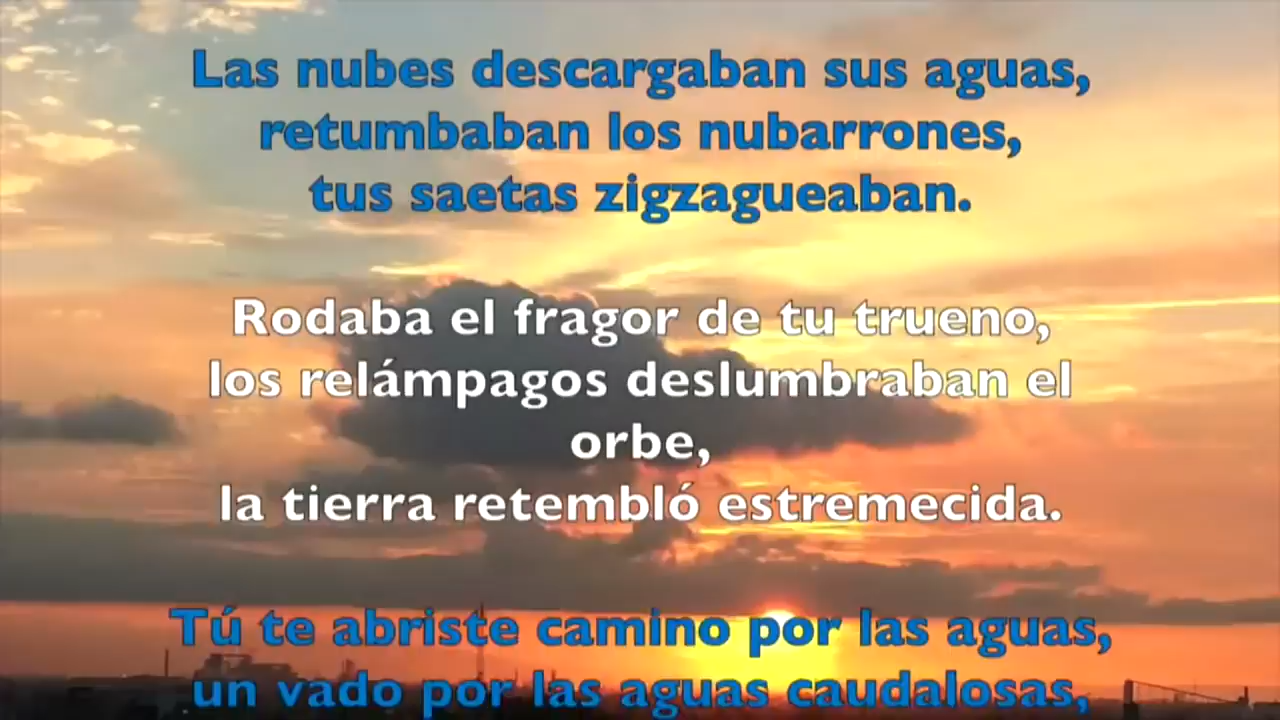 Las nubes descargaban sus aguas,
retumbaban los nubarrones,
tus saetas zigzagueaban.
Rodaba el fragor de tu trueno,
los relámpagos deslumbraban el
orbe,
la tierra retembló estremecida.
Tú te abriste camino por las aguas,
un vado por las aguas caudalosas,